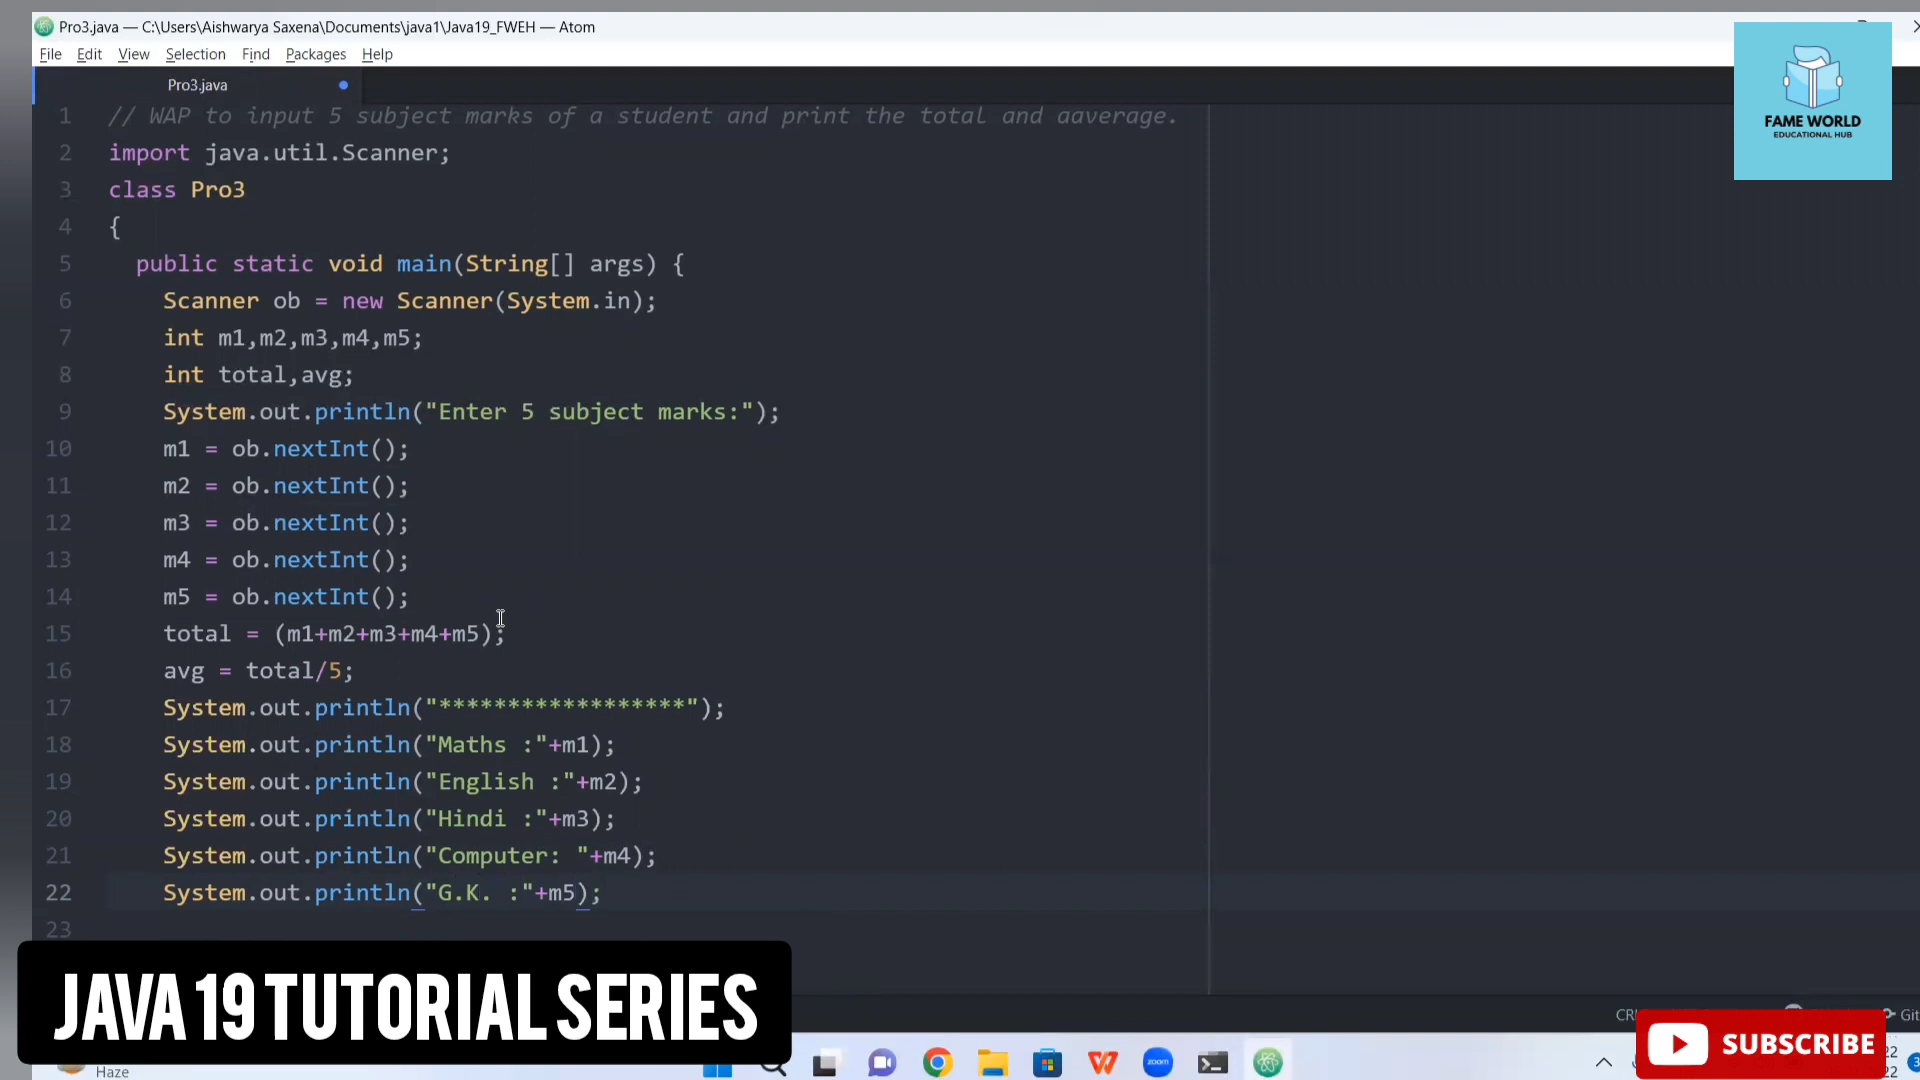 Pro3.java — C:\Users\Aishwarya Saxena\Documents\java1\Java19_FWEH — Atom
File Edit View Selection Find Packages Help
Pro3.java
FAME WORLD
EDUCATIONAL HUB
1 // WAP to input 5 subject marks of a student and print the total and aaverage.
2 import java.util.Scanner;
3 class Pro3
4 {
5 public static void main(String[] args) {
6 Scanner ob = new Scanner(System.in);
7 int m1,m2,m3,m4,m5;
8 int total,avg;
9 System.out.println("Enter 5 subject marks:");
10 m1 = ob.nextInt();
11 m2 = ob.nextInt();
12 m3 = ob.nextInt();
13 m4 = ob.nextInt();
14 m5 = ob.nextInt();
15 total = (m1+m2+m3+m4+m5);
16 avg = total/5;
17 System.out.println("******************");
18 System.out.println("Maths :"+m1);
19 System.out.println("English :"+m2);
20 System.out.println("Hindi :"+m3);
21 System.out.println("Computer: "+m4);
22 System.out.println("G.K. :"+m5);
23
JAVA 19 TUTORIAL SERIES
Git
SUBSCRIBE
zoom
Haze